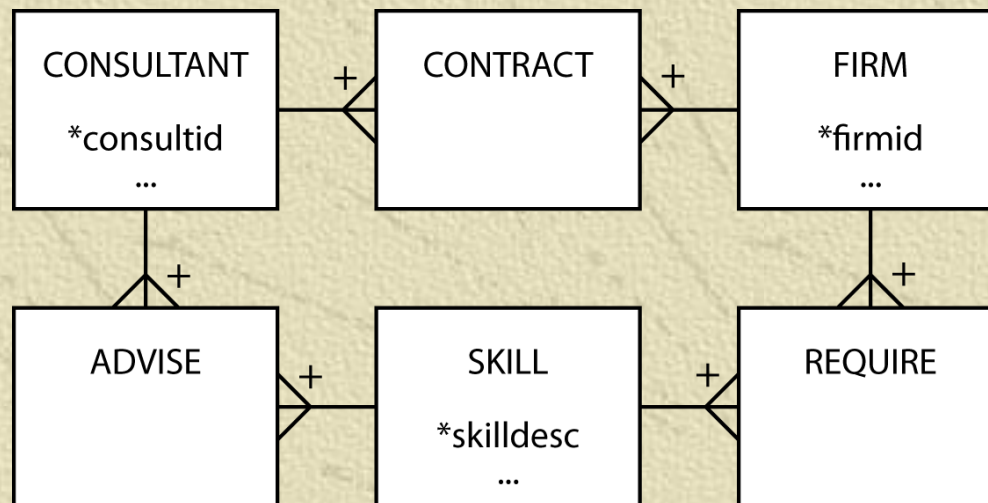 CONSULTANT
*consultid
...
+
CONTRACT
+
FIRM
*firmid
...
+
+
ADVISE
+
SKILL
*skilldesc
...
+
REQUIRE